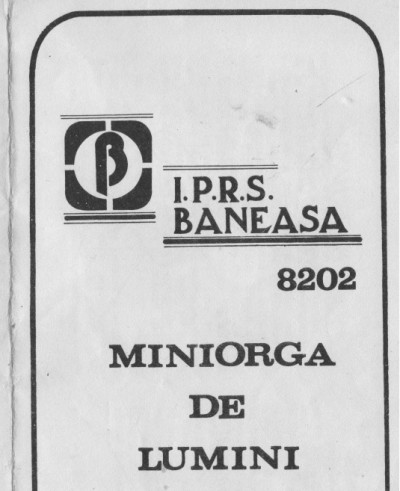 β
I.P.R.S.
BANEASA
8202
MINIORGA
DE
LUMINI